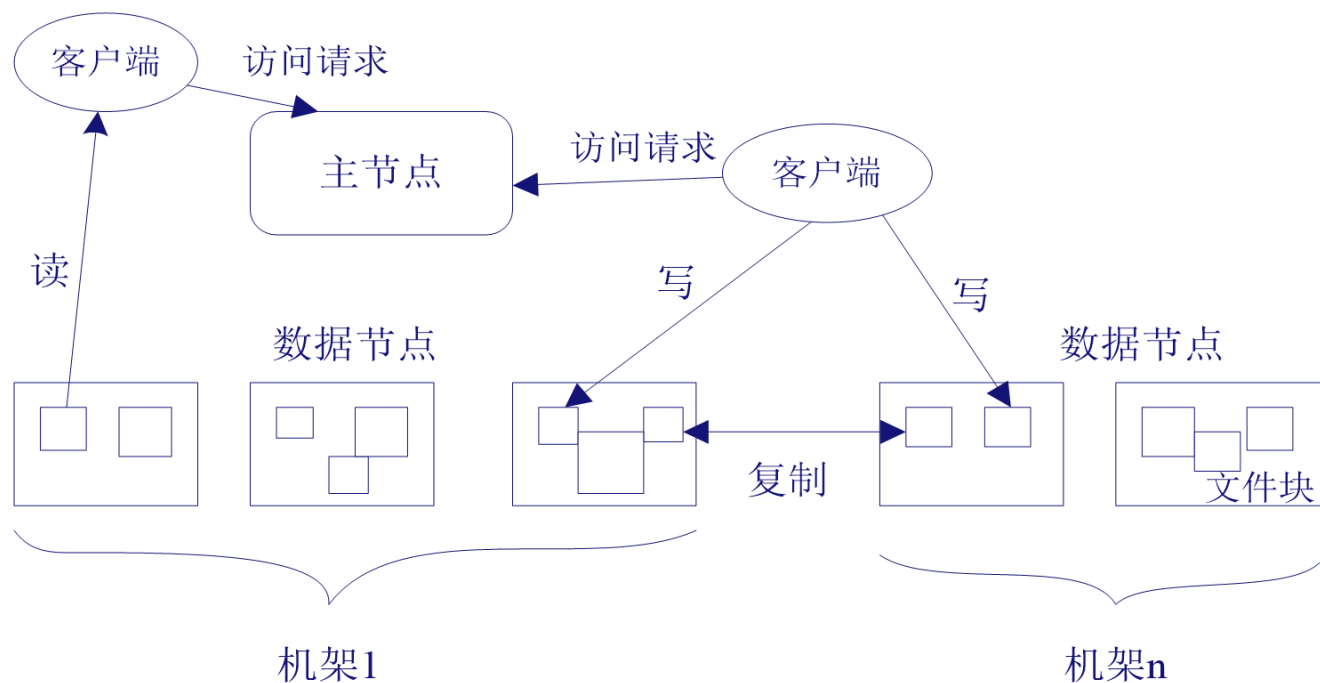 客户端
访问请求
主节点
访问请求
客户端
读
写
写
数据节点
数据节点
复制
文件块
机架1
机架n